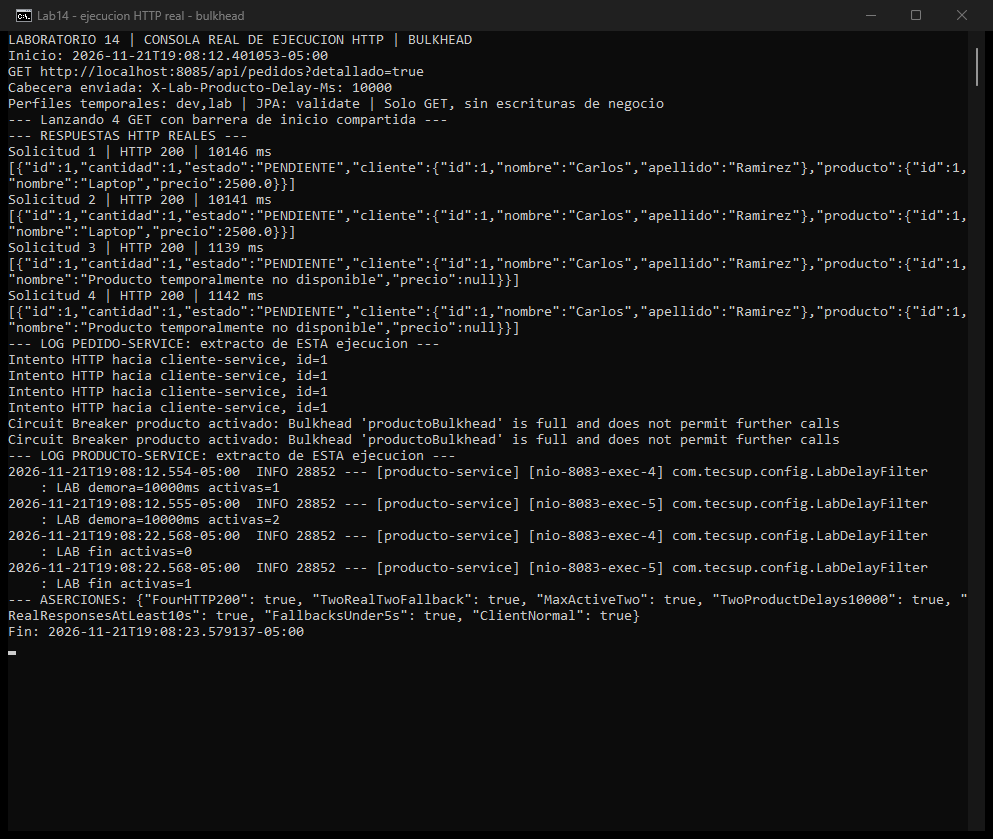 Lab14 - ejecucion HTTP real - bulkhead
LABORATORIO 14 | CONSOLA REAL DE EJECUCION HTTP | BULKHEAD
Inicio: 2026-11-21T19:08:12.401053-05:00
GET http://localhost:8085/api/pedidos?detallado=true
Cabecera enviada: X-Lab-Producto-Delay-Ms: 10000
Perfiles temporales: dev,lab | JPA: validate | Solo GET, sin escrituras de negocio
--- Lanzando 4 GET con barrera de inicio compartida ---
--- RESPUESTAS HTTP REALES ---
Solicitud 1 | HTTP 200 | 10146 ms
[{"id":1,"cantidad":1,"estado":"PENDIENTE","cliente":{"id":1,"nombre":"Carlos","apellido":"Ramirez"},"producto":{"id":1,
"nombre":"Laptop","precio":2500.0}}]
Solicitud 2 | HTTP 200 | 10141 ms
[{"id":1,"cantidad":1,"estado":"PENDIENTE","cliente":{"id":1,"nombre":"Carlos","apellido":"Ramirez"},"producto":{"id":1,
"nombre":"Laptop","precio":2500.0}}]
Solicitud 3 | HTTP 200 | 1139 ms
[{"id":1,"cantidad":1,"estado":"PENDIENTE","cliente":{"id":1,"nombre":"Carlos","apellido":"Ramirez"},"producto":{"id":1,
"nombre":"Producto temporalmente no disponible","precio":null}}]
Solicitud 4 | HTTP 200 | 1142 ms
[{"id":1,"cantidad":1,"estado":"PENDIENTE","cliente":{"id":1,"nombre":"Carlos","apellido":"Ramirez"},"producto":{"id":1,
"nombre":"Producto temporalmente no disponible","precio":null}}]
--- LOG PEDIDO-SERVICE: extracto de ESTA ejecucion ---
Intento HTTP hacia cliente-service, id=1
Intento HTTP hacia cliente-service, id=1
Intento HTTP hacia cliente-service, id=1
Intento HTTP hacia cliente-service, id=1
Circuit Breaker producto activado: Bulkhead 'productoBulkhead' is full and does not permit further calls
Circuit Breaker producto activado: Bulkhead 'productoBulkhead' is full and does not permit further calls
--- LOG PRODUCTO-SERVICE: extracto de ESTA ejecucion ---
2026-11-21T19:08:12.554-05:00  INFO 28852 --- [producto-service] [nio-8083-exec-4] com.tecsup.config.LabDelayFilter
: LAB demora=10000ms activas=1
2026-11-21T19:08:12.555-05:00  INFO 28852 --- [producto-service] [nio-8083-exec-5] com.tecsup.config.LabDelayFilter
: LAB demora=10000ms activas=2
2026-11-21T19:08:22.568-05:00  INFO 28852 --- [producto-service] [nio-8083-exec-4] com.tecsup.config.LabDelayFilter
: LAB fin activas=0
2026-11-21T19:08:22.568-05:00  INFO 28852 --- [producto-service] [nio-8083-exec-5] com.tecsup.config.LabDelayFilter
: LAB fin activas=1
--- ASERCIONES: {"FourHTTP200": true, "TwoRealTwoFallback": true, "MaxActiveTwo": true, "TwoProductDelays10000": true, "
RealResponsesAtLeast10s": true, "FallbacksUnder5s": true, "ClientNormal": true}
Fin: 2026-11-21T19:08:23.579137-05:00